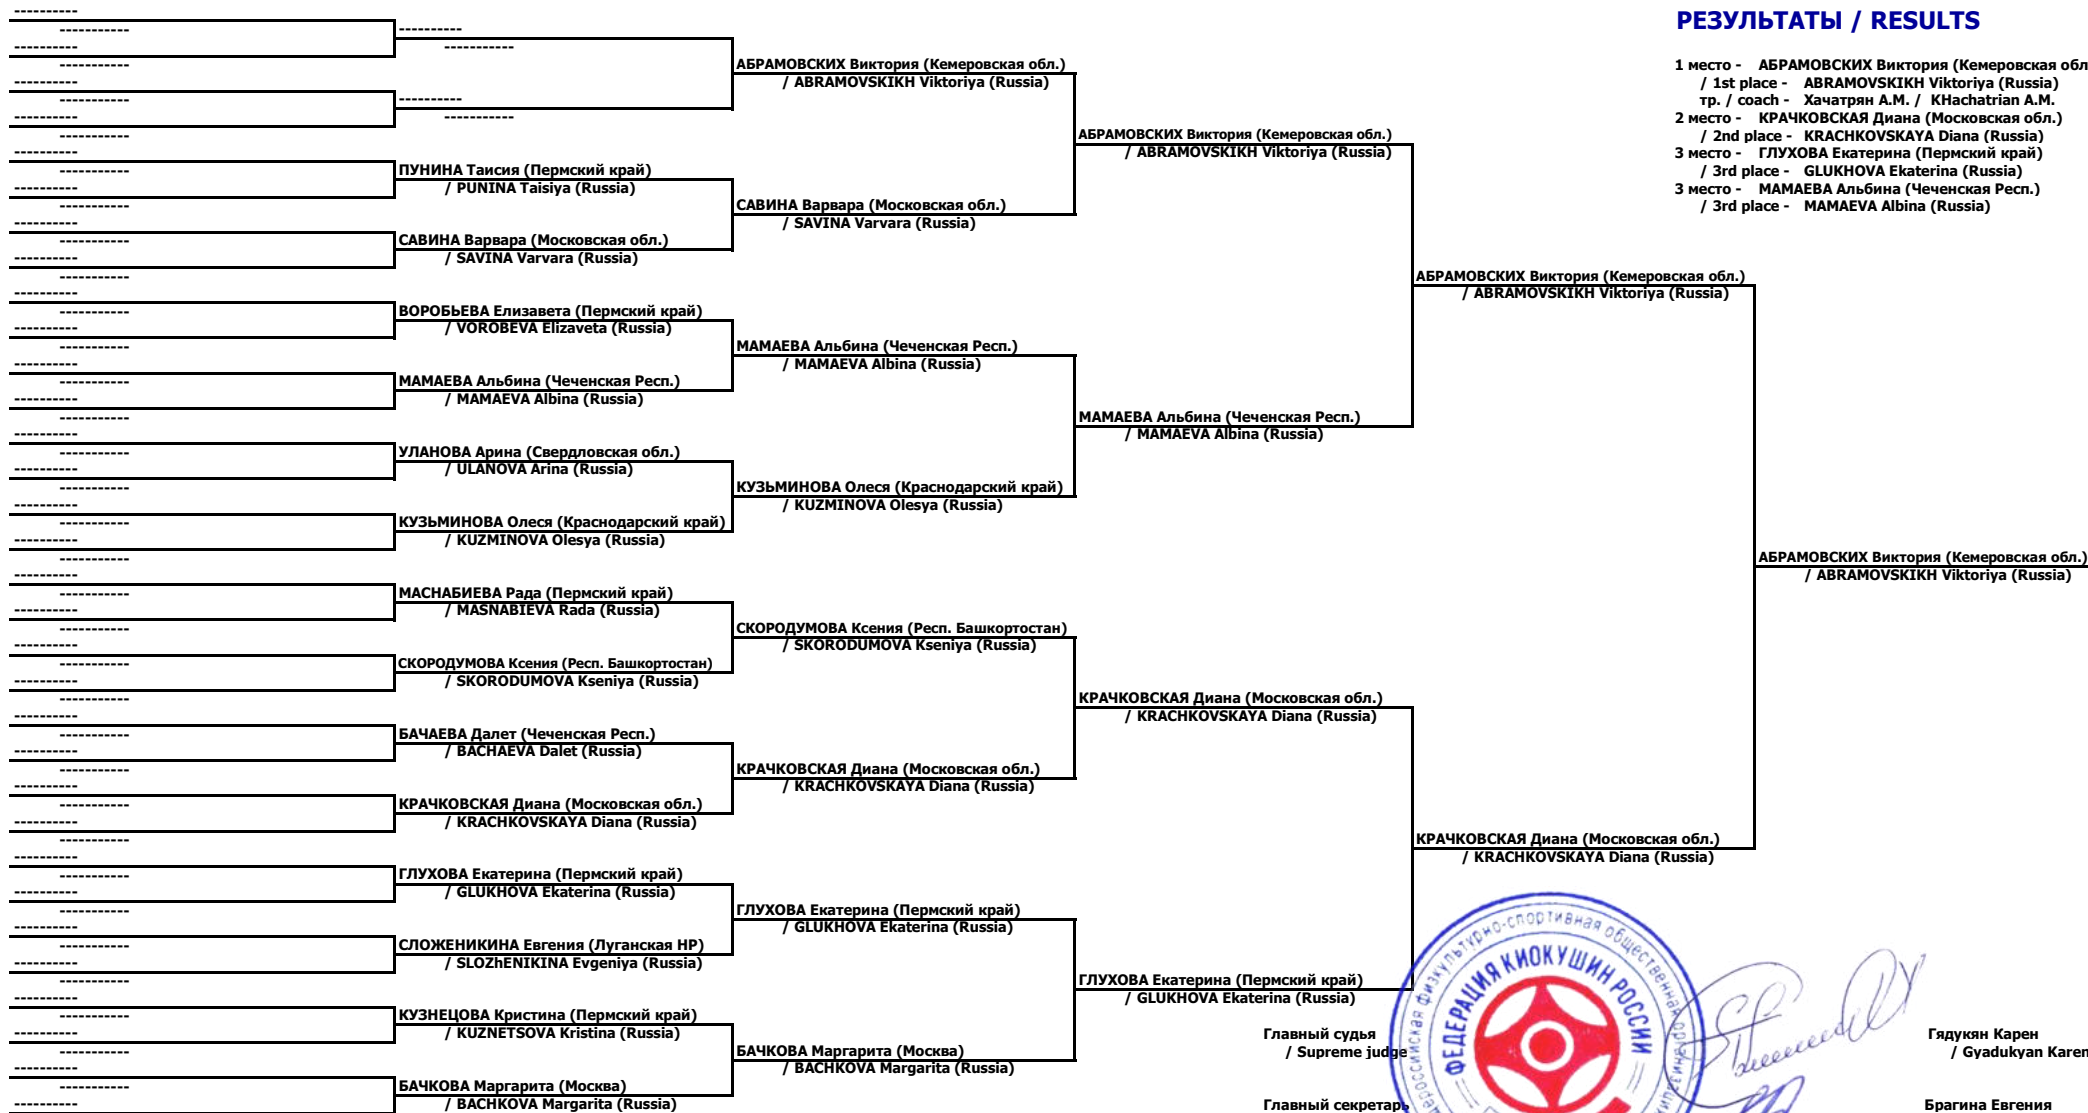 РЕЗУЛЬТАТЫ / RESULTS
1 место - АБРАМОВСКИХ Виктория (Кемеровская обл
/ 1st place - ABRAMOVSKIKH Viktoriya (Russia)
тр. / coach - Хачатрян А.М. / KHachatrian A.M.
2 место - КРАЧКОВСКАЯ Диана (Московская обл.)
/ 2nd place - KRACHKOVSKAYA Diana (Russia)
3 место - ГЛУХОВА Екатерина (Пермский край)
/ 3rd place - GLUKHOVA Ekaterina (Russia)
3 место - МАМАЕВА Альбина (Чеченская Респ.)
/ 3rd place - MAMAEVA Albina (Russia)
ПУНИНА Таисия (Пермский край)
/ PUNINA Taisiya (Russia)
САВИНА Варвара (Московская обл.)
/ SAVINA Varvara (Russia)
ВОРОБЬЕВА Елизавета (Пермский край)
/ VOROBEVA Elizaveta (Russia)
МАМАЕВА Альбина (Чеченская Респ.)
/ MAMAEVA Albina (Russia)
УЛАНОВА Арина (Свердловская обл.)
/ ULANOVA Arina (Russia)
КУЗЬМИНОВА Олеся (Краснодарский край)
/ KUZMINOVA Olesya (Russia)
МАСНАБИЕВА Рада (Пермский край)
/ MASNABIEVA Rada (Russia)
СКОРОДУМОВА Ксения (Респ. Башкортостан)
/ SKORODUMOVA Kseniya (Russia)
БАЧАЕВА Далет (Чеченская Респ.)
/ BACHAEVA Dalet (Russia)
КРАЧКОВСКАЯ Диана (Московская обл.)
/ KRACHKOVSKAYA Diana (Russia)
ГЛУХОВА Екатерина (Пермский край)
/ GLUKHOVA Ekaterina (Russia)
СЛОЖЕНИКИНА Евгения (Луганская НР)
/ SLOZhENIKINA Evgeniya (Russia)
КУЗНЕЦОВА Кристина (Пермский край)
/ KUZNETSOVA Kristina (Russia)
БАЧКОВА Маргарита (Москва)
/ BACHKOVA Margarita (Russia)
АБРАМОВСКИХ Виктория (Кемеровская обл.)
/ ABRAMOVSKIKH Viktoriya (Russia)
САВИНА Варвара (Московская обл.)
/ SAVINA Varvara (Russia)
МАМАЕВА Альбина (Чеченская Респ.)
/ MAMAEVA Albina (Russia)
КУЗЬМИНОВА Олеся (Краснодарский край)
/ KUZMINOVA Olesya (Russia)
СКОРОДУМОВА Ксения (Респ. Башкортостан)
/ SKORODUMOVA Kseniya (Russia)
КРАЧКОВСКАЯ Диана (Московская обл.)
/ KRACHKOVSKAYA Diana (Russia)
ГЛУХОВА Екатерина (Пермский край)
/ GLUKHOVA Ekaterina (Russia)
БАЧКОВА Маргарита (Москва)
/ BACHKOVA Margarita (Russia)
АБРАМОВСКИХ Виктория (Кемеровская обл.)
/ ABRAMOVSKIKH Viktoriya (Russia)
МАМАЕВА Альбина (Чеченская Респ.)
/ MAMAEVA Albina (Russia)
КРАЧКОВСКАЯ Диана (Московская обл.)
/ KRACHKOVSKAYA Diana (Russia)
ГЛУХОВА Екатерина (Пермский край)
/ GLUKHOVA Ekaterina (Russia)
АБРАМОВСКИХ Виктория (Кемеровская обл.)
/ ABRAMOVSKIKH Viktoriya (Russia)
КРАЧКОВСКАЯ Диана (Московская обл.)
/ KRACHKOVSKAYA Diana (Russia)
АБРАМОВСКИХ Виктория (Кемеровская обл.)
/ ABRAMOVSKIKH Viktoriya (Russia)
физкультурно-спортивная общественная
ФЕДЕРАЦИЯ КИОКУШИН РОССИИ
Главный судья
/ Supreme judge
Гядукян Карен
/ Gyadukyan Karen
Главный секретарь
Брагина Евгения